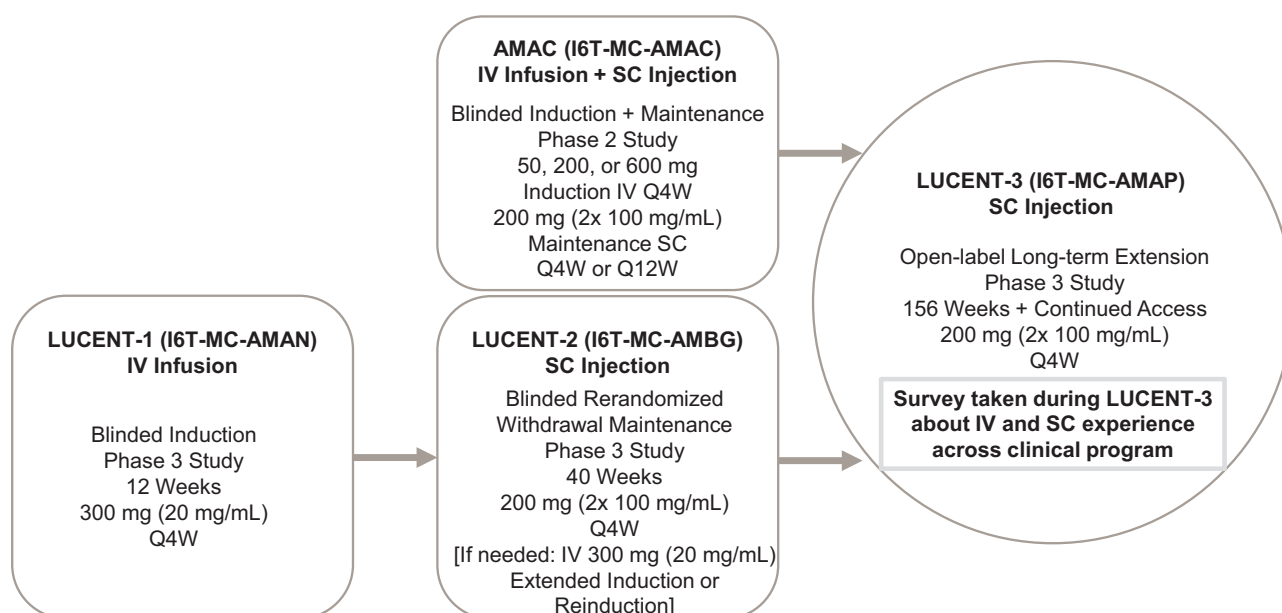 AMAC (I6T-MC-AMAC)
IV Infusion + SC Injection
Blinded Induction + Maintenance
Phase 2 Study
50, 200, or 600 mg
Induction IV Q4W
200 mg (2x 100 mg/mL)
Maintenance SC
Q4W or Q12W
LUCENT-1 (I6T-MC-AMAN)
IV Infusion
Blinded Induction
Phase 3 Study
12 Weeks
300 mg (20 mg/mL)
Q4W
LUCENT-2 (I6T-MC-AMBG)
SC Injection
Blinded Rerandomized
Withdrawal Maintenance
Phase 3 Study
40 Weeks
200 mg (2x 100 mg/mL)
Q4W
[If needed: IV 300 mg (20 mg/mL)
Extended Induction or
Reinduction]
LUCENT-3 (I6T-MC-AMAP)
SC Injection
Open-label Long-term Extension
Phase 3 Study
156 Weeks + Continued Access
200 mg (2x 100 mg/mL)
Q4W
Survey taken during LUCENT-3
about IV and SC experience
across clinical program